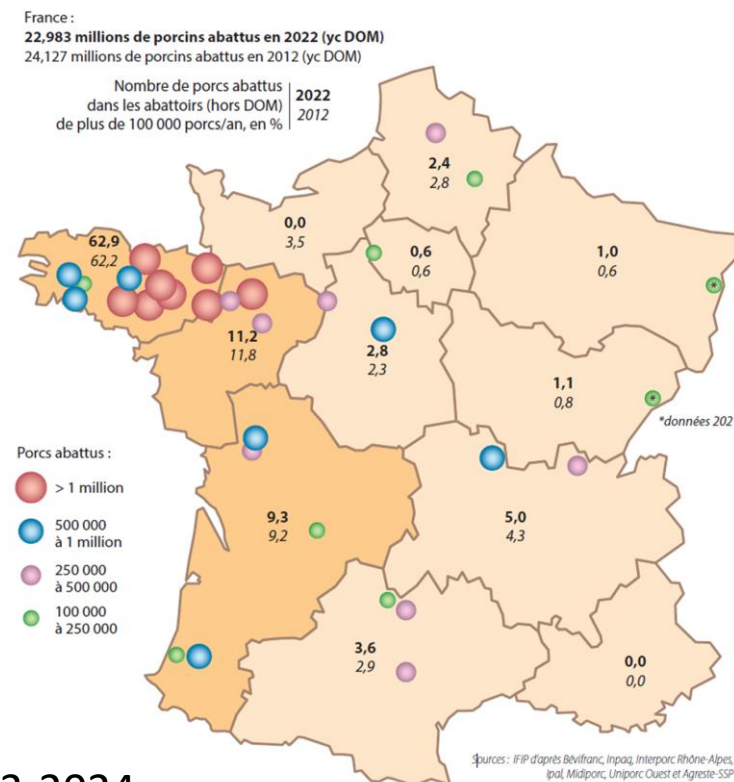 France :
22,983 millions de porcins abattus en 2022 (yc DOM)
24,127 millions de porcins abattus en 2012 (yc DOM)
Nombre de porcs abattus
dans les abattoirs (hors DOM)
de plus de 100 000 porcs/an, en %
2022
2012
2,4
2,8
0,0
3,5
62,9
62,2
0,6
0,6
1,0
0,6
*
11,2
11,8
2,8
2,3
1,1
0,8
*
*données 202
Porcs abattus :
> 1 million
500 000
à 1 million
250 000
à 500 000
100 000
à 250 000
9,3
9,2
5,0
4,3
3,6
2,9
0,0
0,0
Sources : IFIP d'après Bévifranc, Inpaq, Interporc Rhône-Alpes,
Ipal, Midiporc, Uniporc Ouest et Agreste-SSP